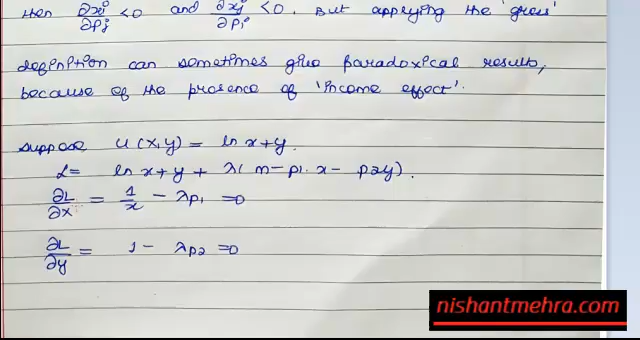 then ∂xi/∂pj <0 and ∂xj/∂pi <0. But applying the 'gross'
definition can sometimes give paradoxical results,
because of the presence of 'income effect'.
suppose u(x,y) = ln x + y.
L = ln x + y + λ( m - p1. x - p2y).
∂L/∂x = 1/x - λp1 = 0
∂L/∂y = 1 - λp2 = 0
nishantmehra.com